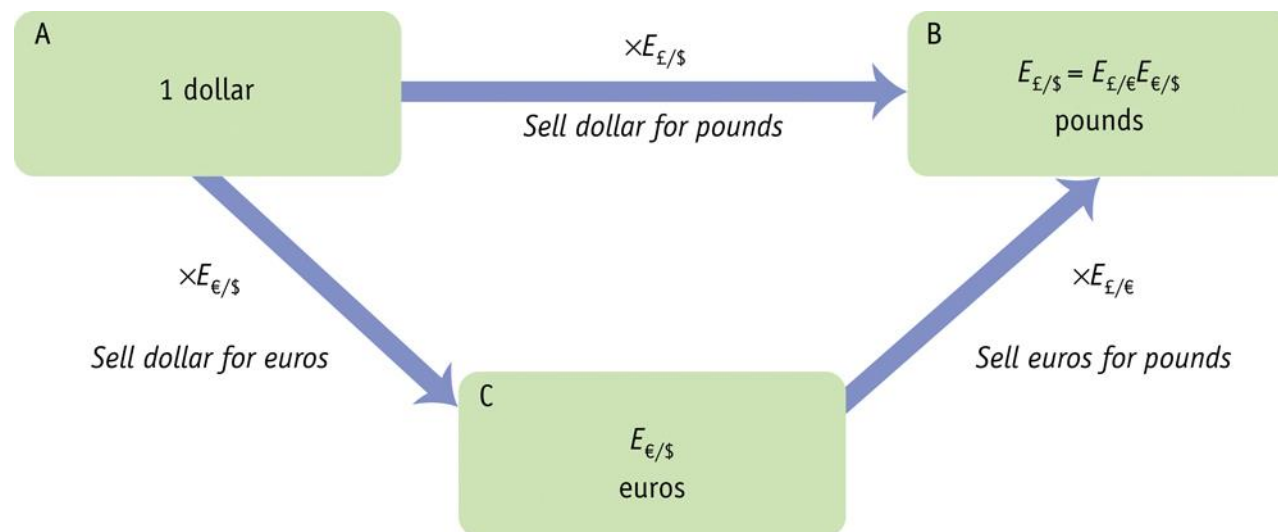 A
1 dollar
×E£/$
Sell dollar for pounds
B
E£/$ = E£/€E€/$
pounds
×E€/$
Sell dollar for euros
×E£/€
Sell euros for pounds
C
E€/$
euros